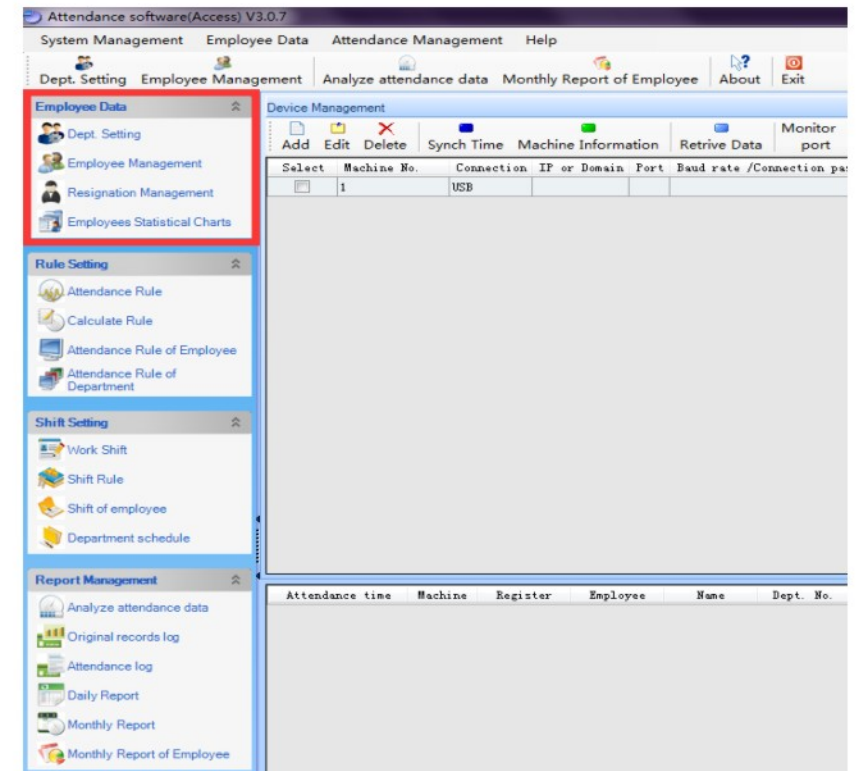 Attendance software(Access) V3.0.7
System Management Employee Data Attendance Management Help
Dept. Setting Employee Management Analyze attendance data Monthly Report of Employee About Exit
Employee Data
Dept. Setting
Employee Management
Resignation Management
Employees Statistical Charts
Rule Setting
Attendance Rule
Calculate Rule
Attendance Rule of Employee
Attendance Rule of
Department
Shift Setting
Work Shift
Shift Rule
Shift of employee
Department schedule
Report Management
Analyze attendance data
Original records log
Attendance log
Daily Report
Monthly Report
Monthly Report of Employee
Device Management
Add Edit Delete Synch Time Machine Information Retrive Data Monitor
port
Select Machine No. Connection IP or Domain Port Baud rate /Connection pa
1 USB
Attendance time Machine Register Employee Name Dept. No.